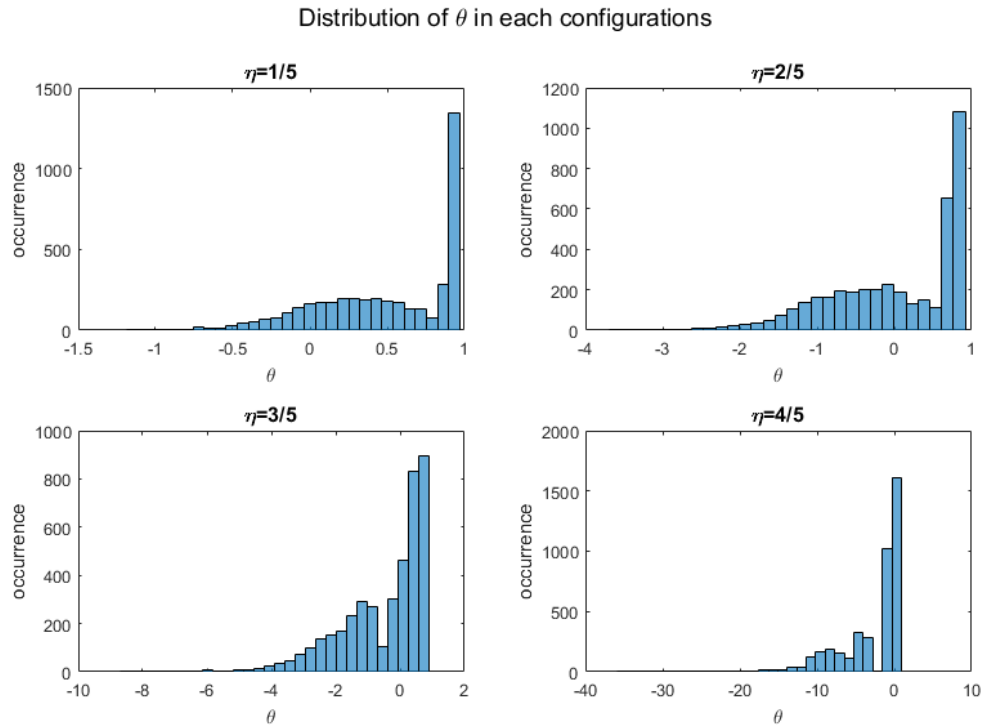 Distribution of θ in each configurations
η=1/5
1500
1000
500
0
occurrence
-1.5 -1 -0.5 0 0.5 1
θ
η=2/5
1200
1000
800
600
400
200
0
occurrence
-4 -3 -2 -1 0 1
θ
η=3/5
1000
800
600
400
200
0
occurrence
-10 -8 -6 -4 -2 0 2
θ
η=4/5
2000
1500
1000
500
0
occurrence
-40 -30 -20 -10 0 10
θ